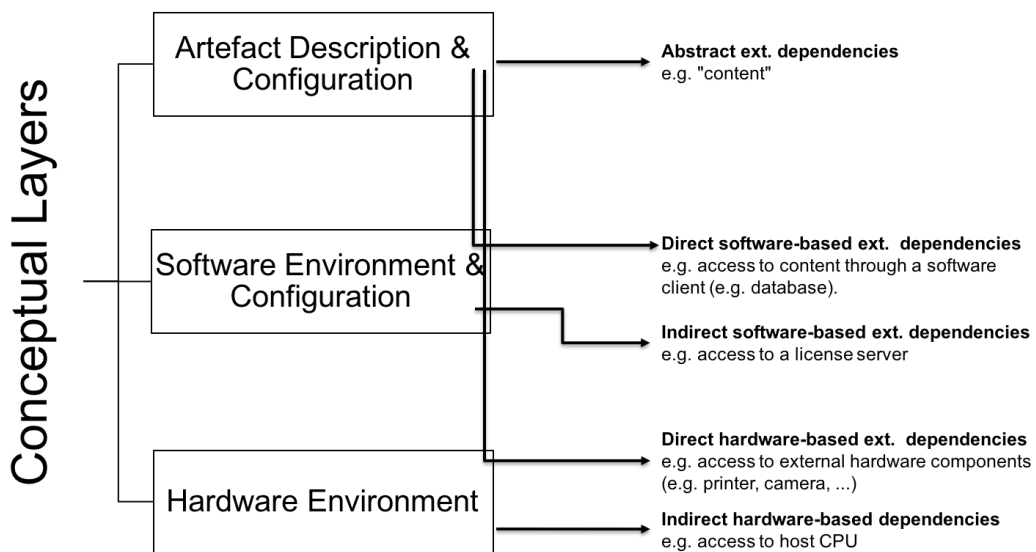 Conceptual Layers
Artefact Description &
Configuration
Abstract ext. dependencies
e.g. "content"
Software Environment &
Configuration
Direct software-based ext. dependencies
e.g. access to content through a software
client (e.g. database).
Indirect software-based ext. dependencies
e.g. access to a license server
Hardware Environment
Direct hardware-based ext. dependencies
e.g. access to external hardware components
(e.g. printer, camera, ...)
Indirect hardware-based dependencies
e.g. access to host CPU